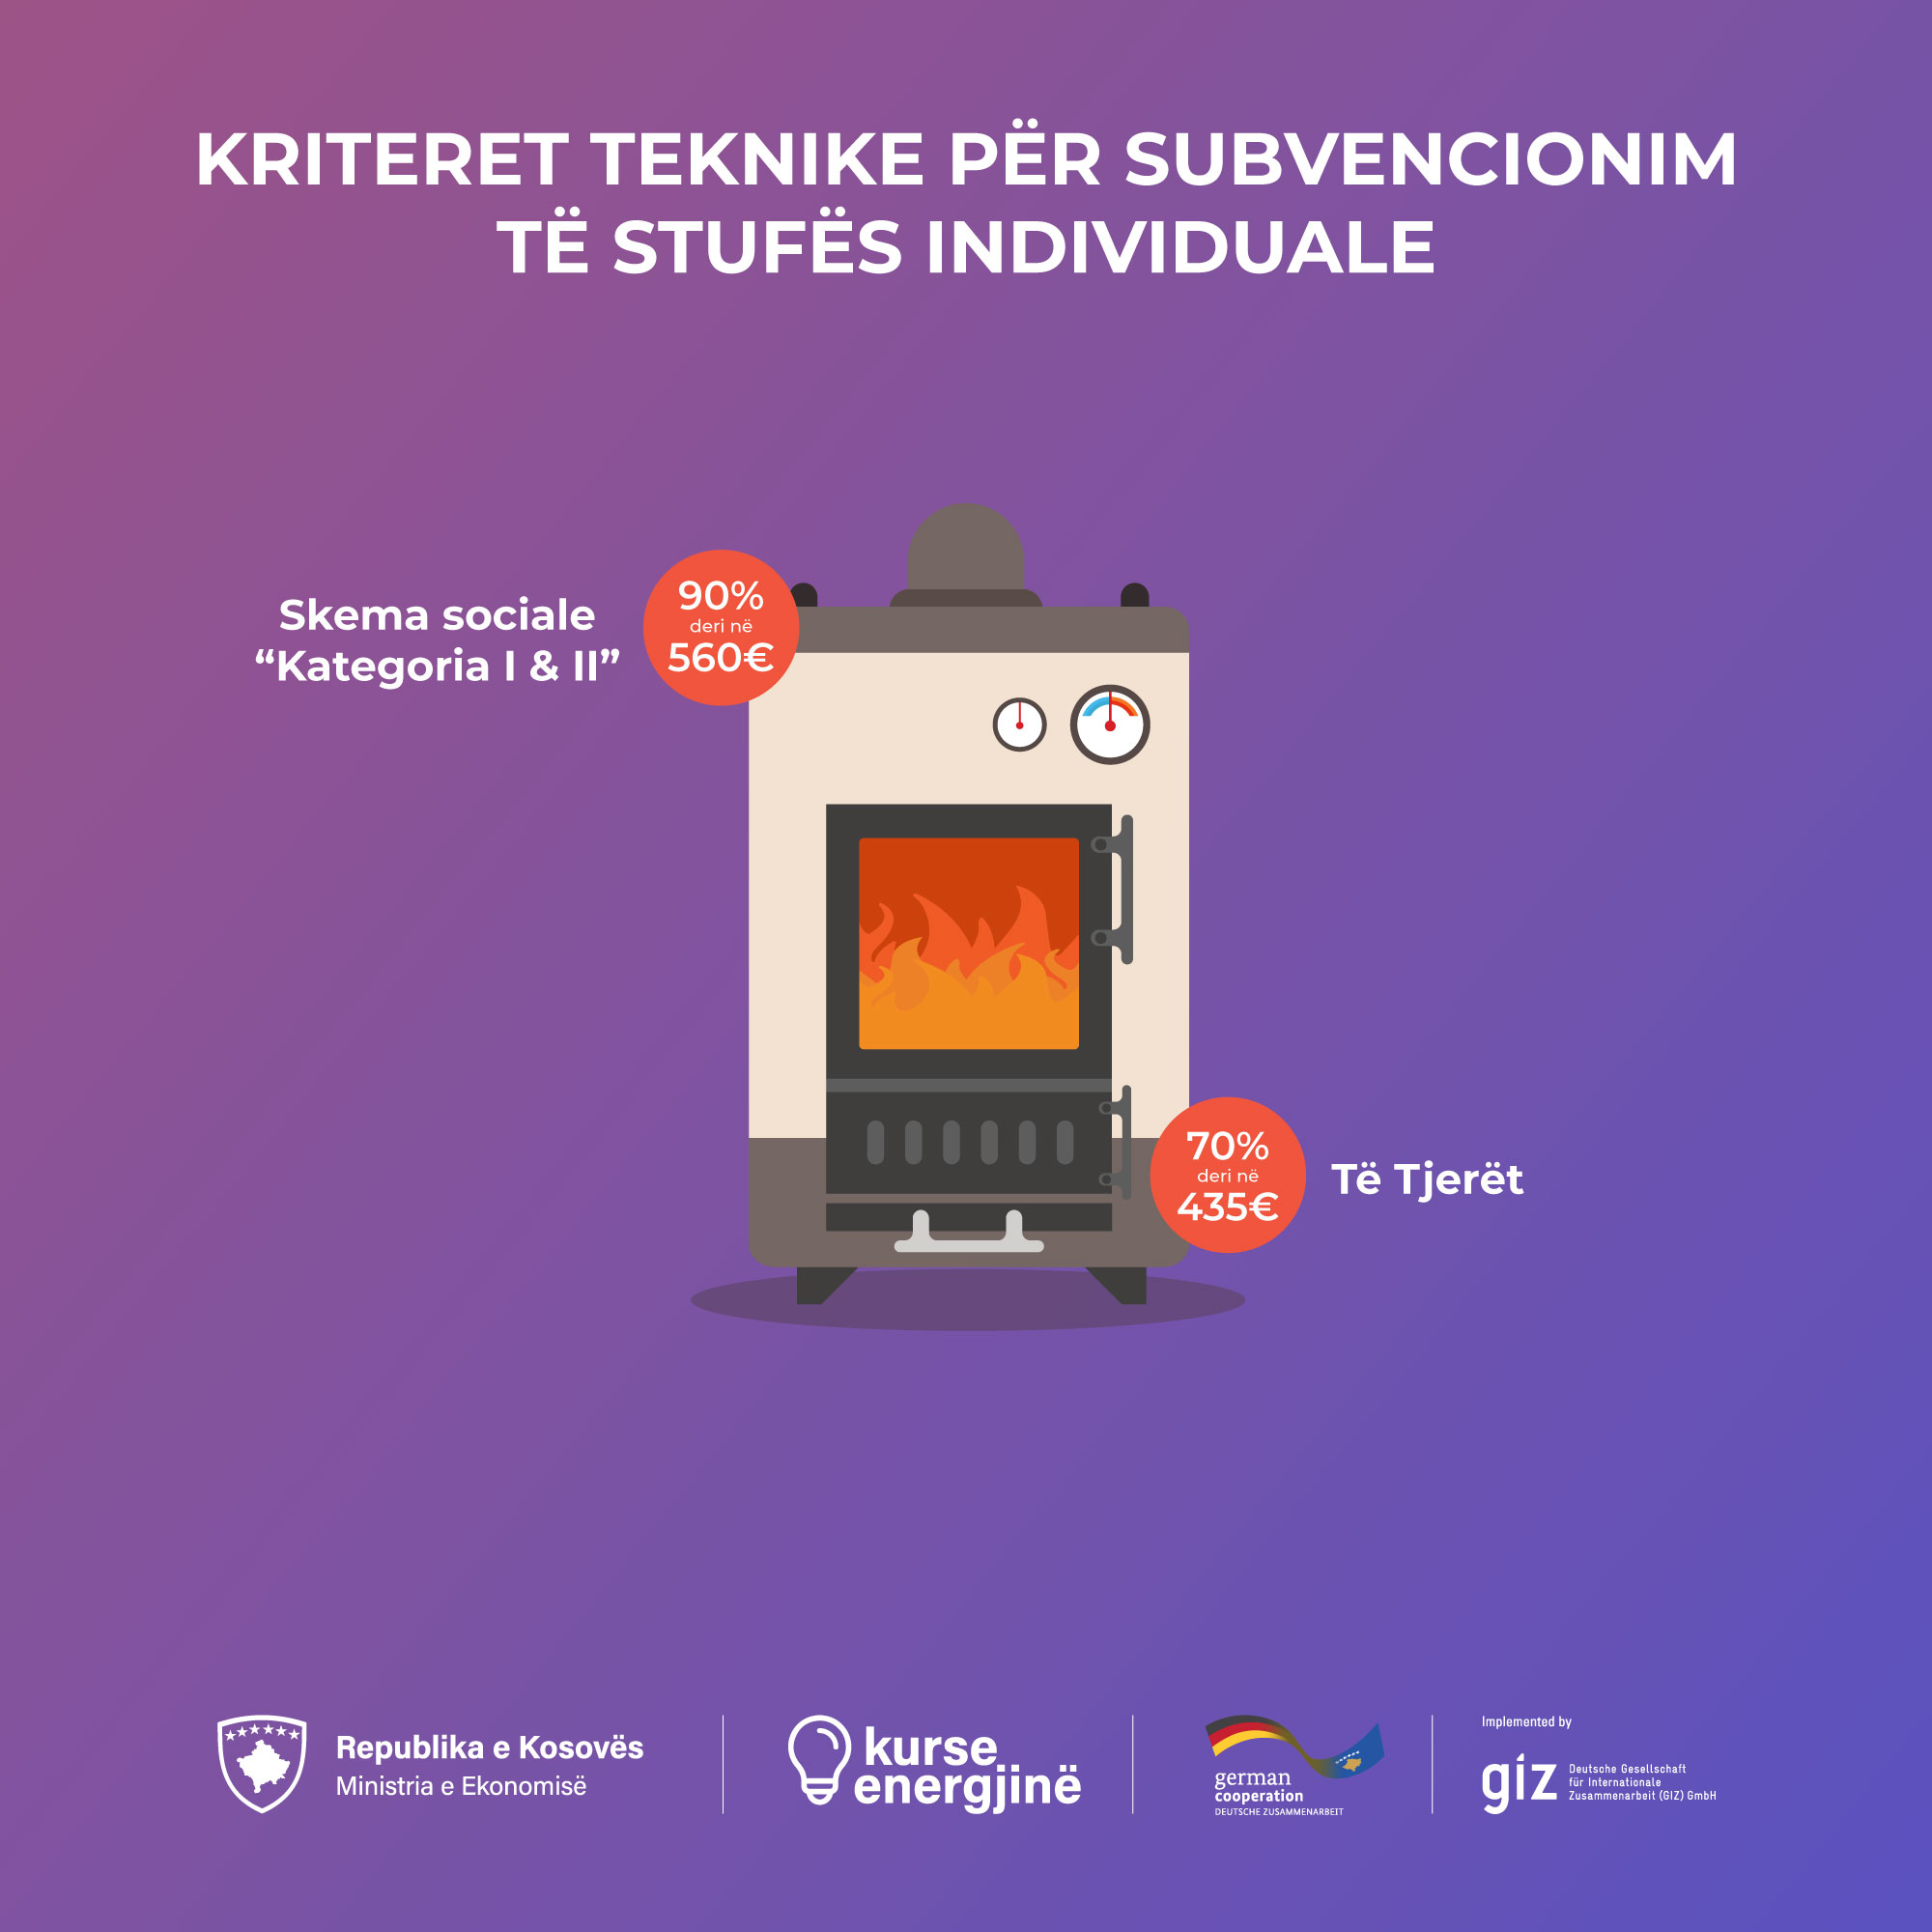 KRITERET TEKNIKE PËR SUBVENCIONIM
TË STUFËS INDIVIDUALE
Skema sociale
“Kategoria I & II”
90%
deri në
560€
70%
deri në
435€
Të Tjerët
Republika e Kosovës
Ministria e Ekonomisë
kurse
energjinë
german
cooperation
DEUTSCHE ZUSAMMENARBEIT
Implemented by
giz
Deutsche Gesellschaft
für Internationale
Zusammenarbeit (GIZ) GmbH